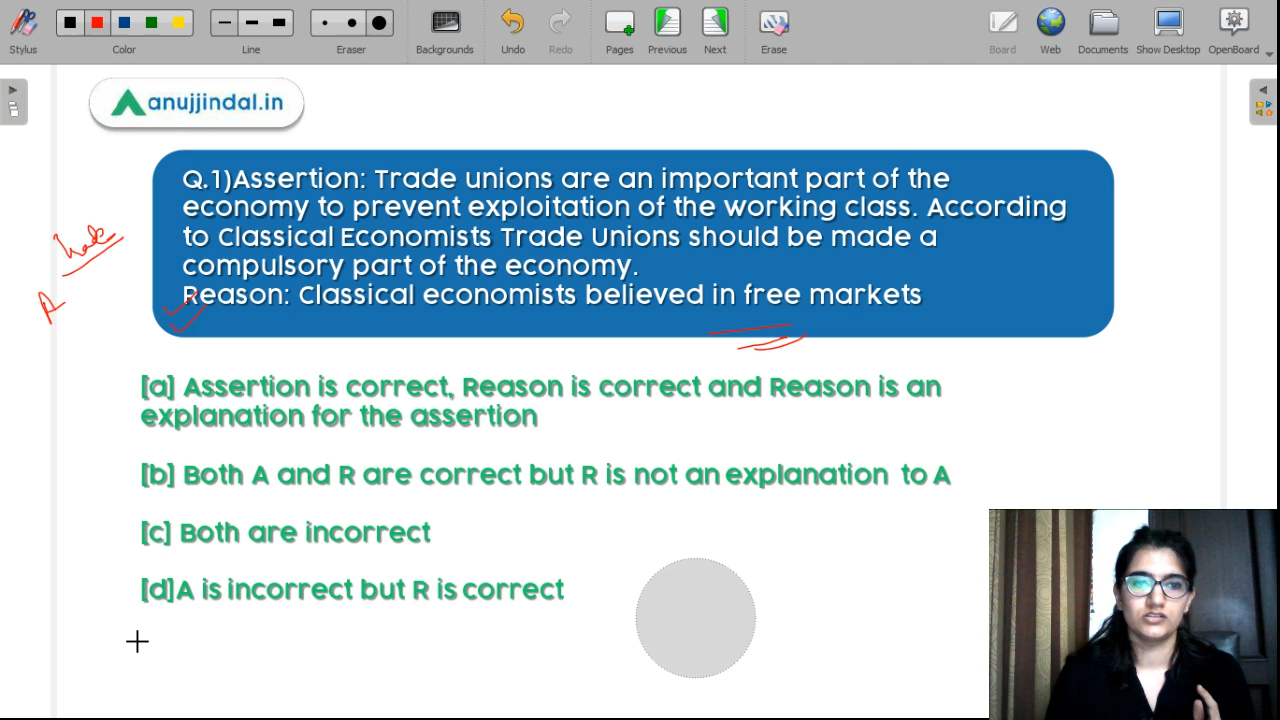 Stylus
Color
Line
Eraser
Backgrounds
Undo
Redo
Pages
Previous
Next
Erase
Board
Web
Documents
Show Desktop
OpenBoard
anujjindal.in
Q.1)Assertion: Trade unions are an important part of the
economy to prevent exploitation of the working class. According
to Classical Economists Trade Unions should be made a
compulsory part of the economy.
Reason: Classical economists believed in free markets
[a] Assertion is correct, Reason is correct and Reason is an
explanation for the assertion
[b] Both A and R are correct but R is not an explanation to A
[c] Both are incorrect
[d]A is incorrect but R is correct